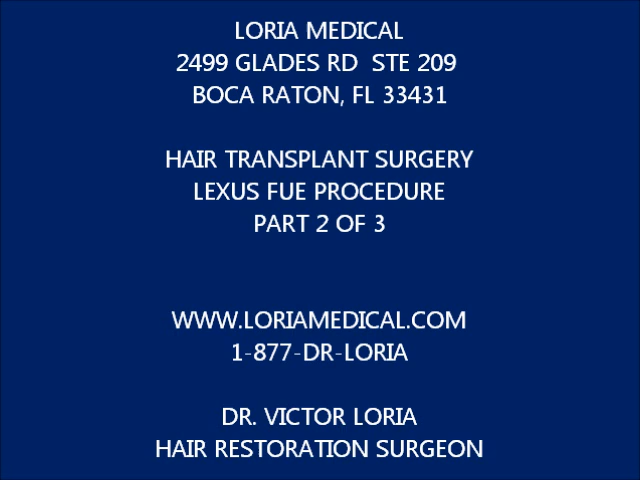 LORIA MEDICAL
2499 GLADES RD  STE 209
BOCA RATON, FL 33431
HAIR TRANSPLANT SURGERY
LEXUS FUE PROCEDURE
PART 2 OF 3
WWW.LORIAMEDICAL.COM
1-877-DR-LORIA
DR. VICTOR LORIA
HAIR RESTORATION SURGEON